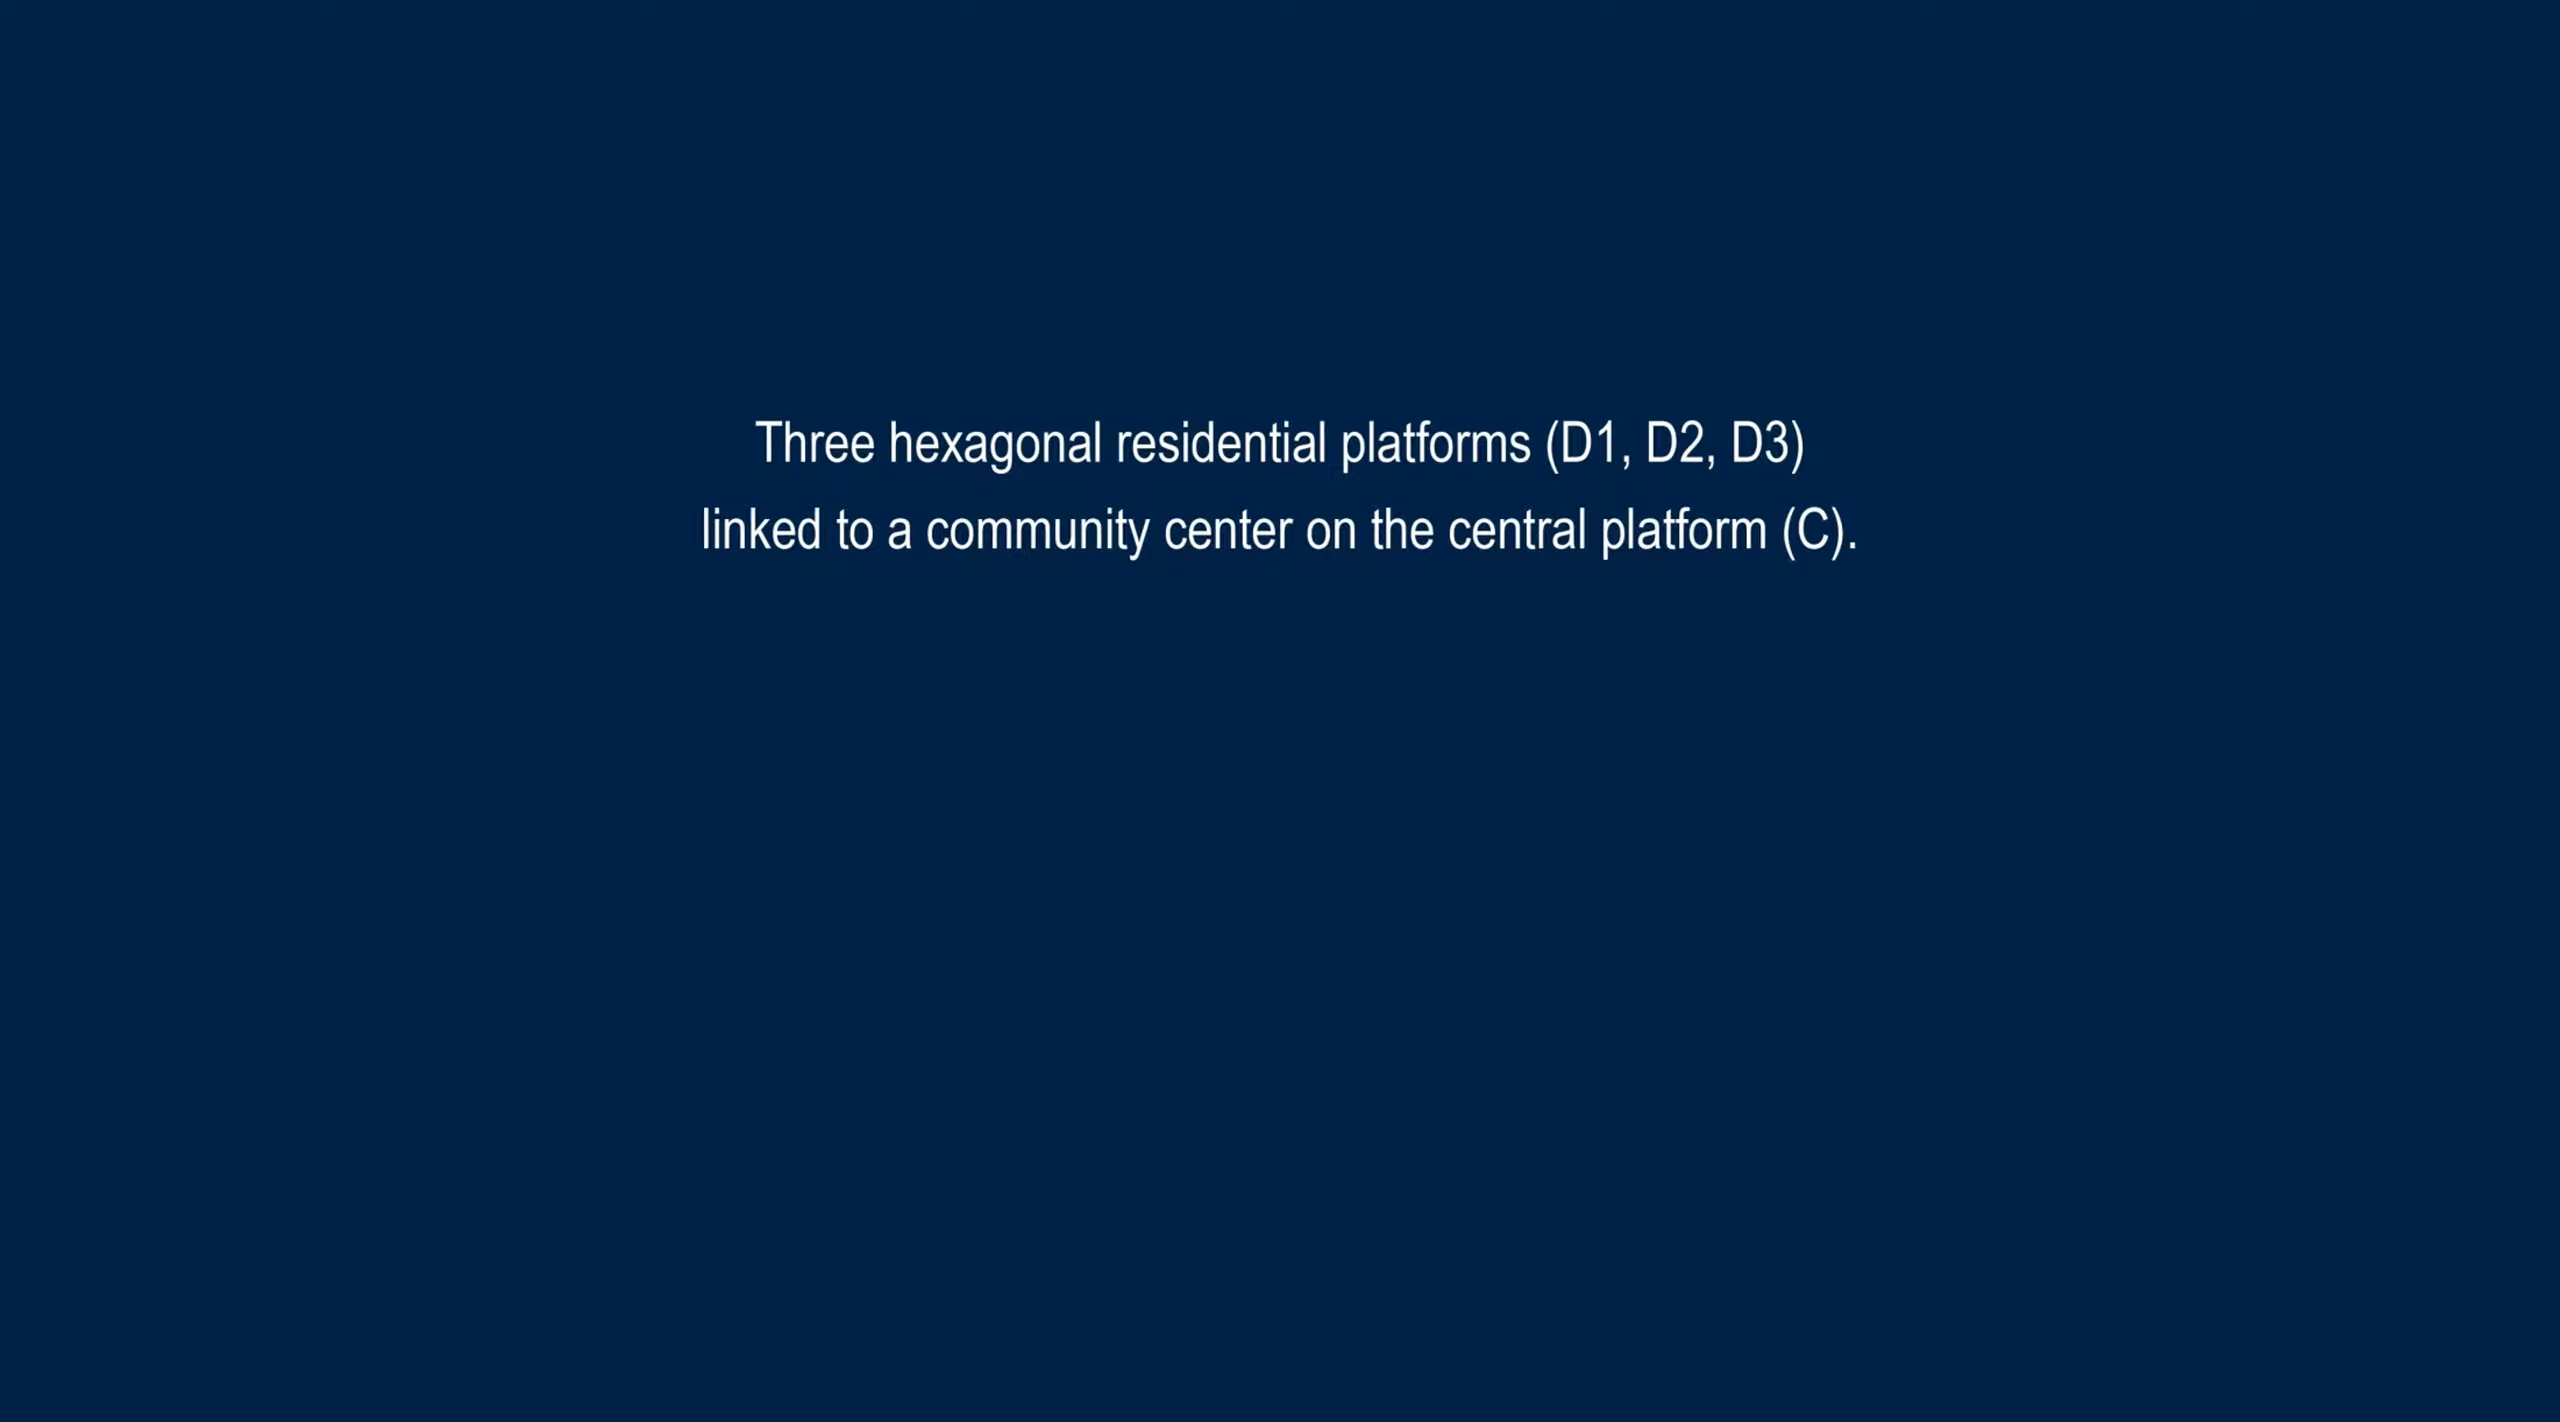 Three hexagonal residential platforms (D1, D2, D3)
linked to a community center on the central platform (C).